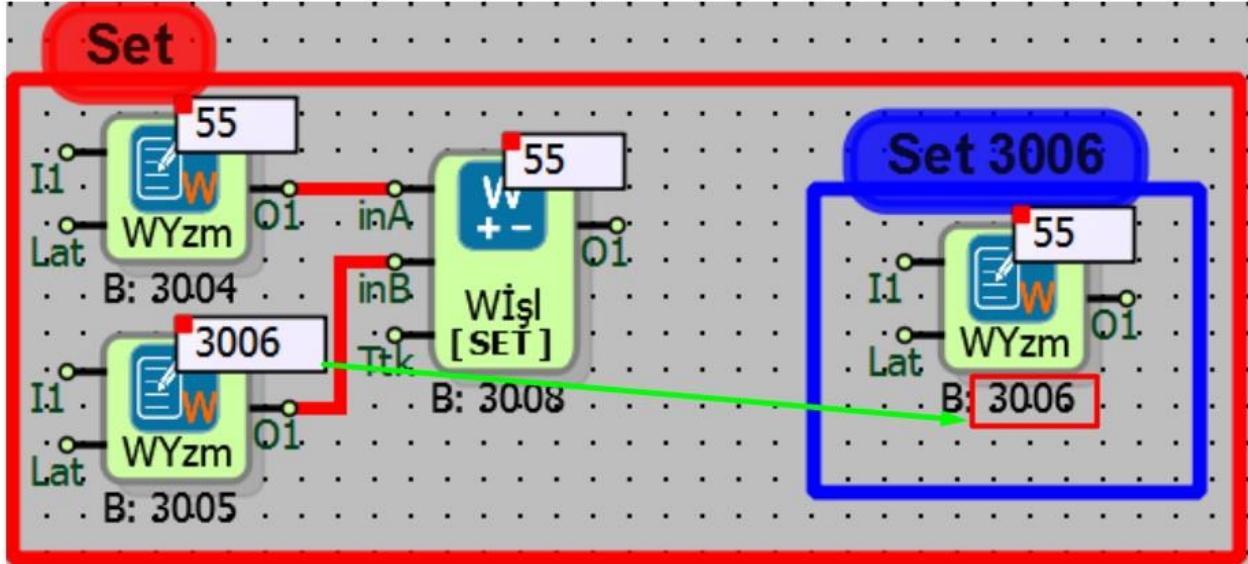 Set
55
I1
WYzm
O1
Lat
B: 3004
3006
I1
WYzm
O1
Lat
B: 3005
55
W
inA
inB
O1
Wİşl
[SET]
Ttk
B: 3008
Set 3006
55
I1
WYzm
O1
Lat
B: 3006